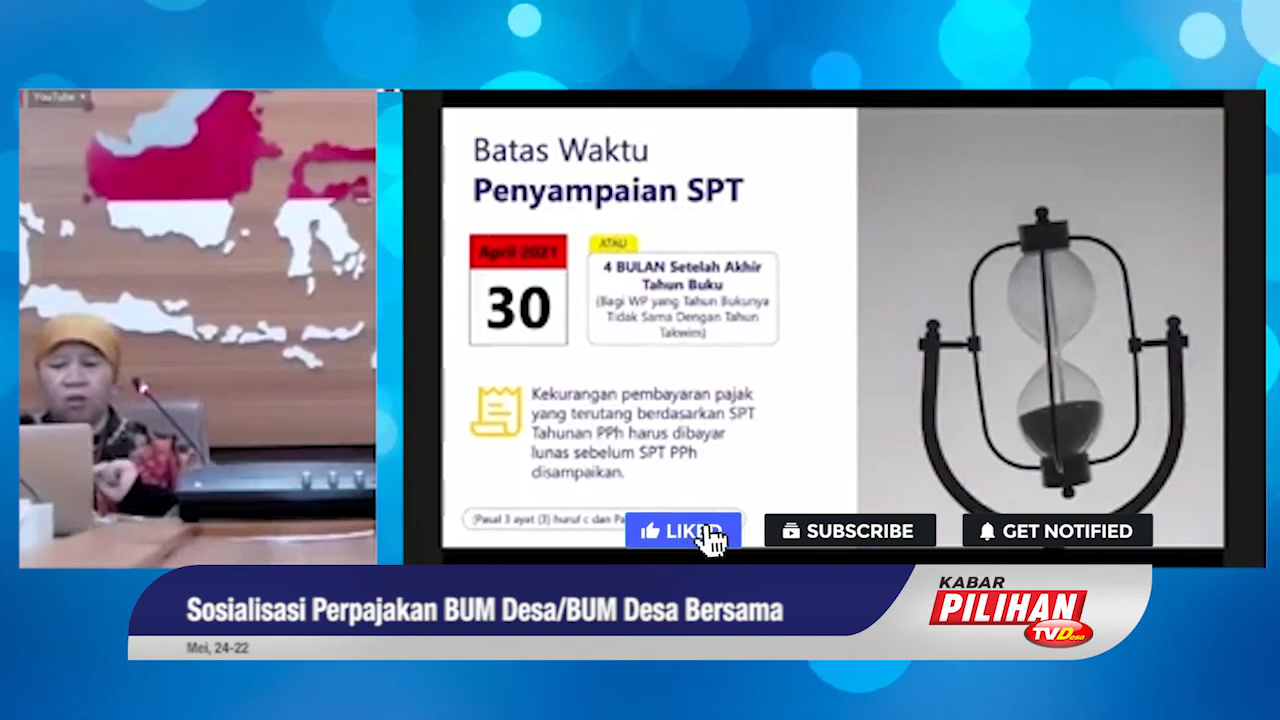 YouTube
Batas Waktu
Penyampaian SPT
April 2021
30
ATAU
4 BULAN Setelah Akhir
Tahun Buku
(Bagi WP yang Tahun Bukunya
Tidak Sama Dengan Tahun
Takwim)
Kekurangan pembayaran pajak
yang terutang berdasarkan SPT
Tahunan PPh harus dibayar
lunas sebelum SPT PPh
disampaikan.
(Pasal 3 ayat (3) huruf c dan
LIKED
SUBSCRIBE
GET NOTIFIED
Sosialisasi Perpajakan BUM Desa/BUM Desa Bersama
Mei, 24-22
KABAR
PILIHAN
TVDesa